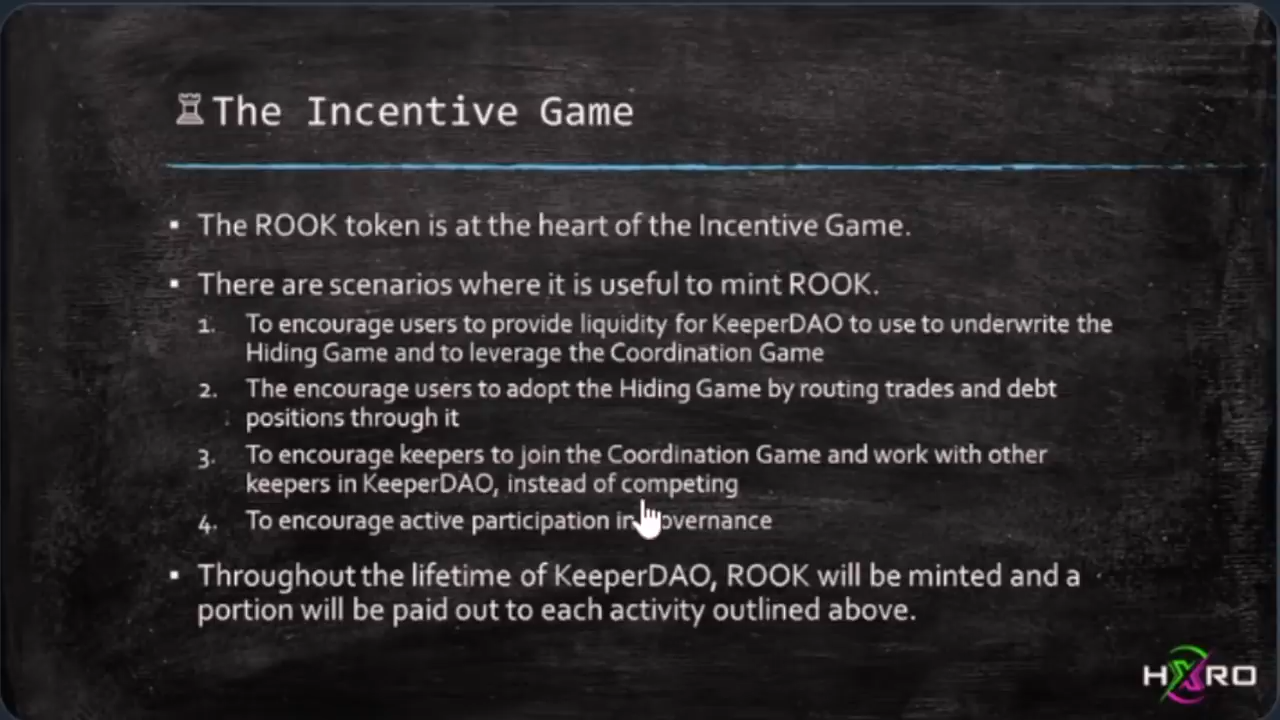 The Incentive Game
▪ The ROOK token is at the heart of the Incentive Game.
▪ There are scenarios where it is useful to mint ROOK.
1. To encourage users to provide liquidity for KeeperDAO to use to underwrite the
Hiding Game and to leverage the Coordination Game
2. The encourage users to adopt the Hiding Game by routing trades and debt
positions through it
3. To encourage keepers to join the Coordination Game and work with other
keepers in KeeperDAO, instead of competing
4. To encourage active participation in governance
▪ Throughout the lifetime of KeeperDAO, ROOK will be minted and a
portion will be paid out to each activity outlined above.
HXRO